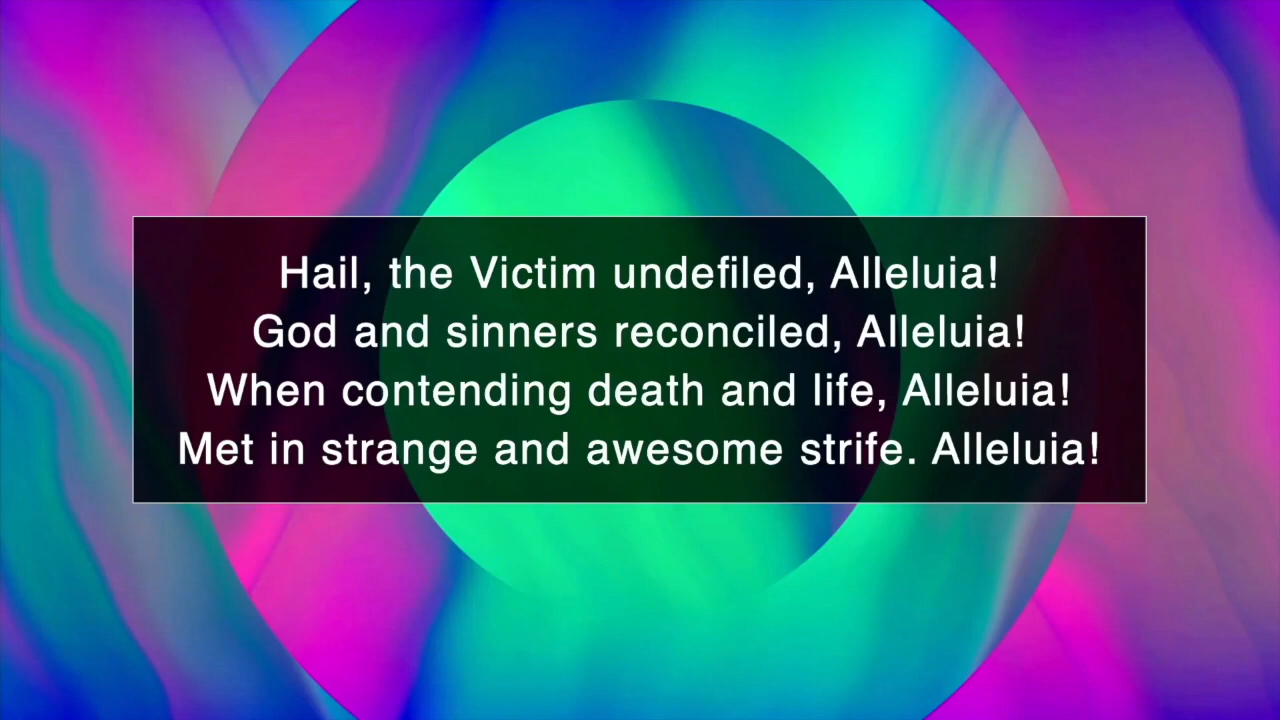 Hail, the Victim undefiled, Alleluia!
God and sinners reconciled, Alleluia!
When contending death and life, Alleluia!
Met in strange and awesome strife. Alleluia!